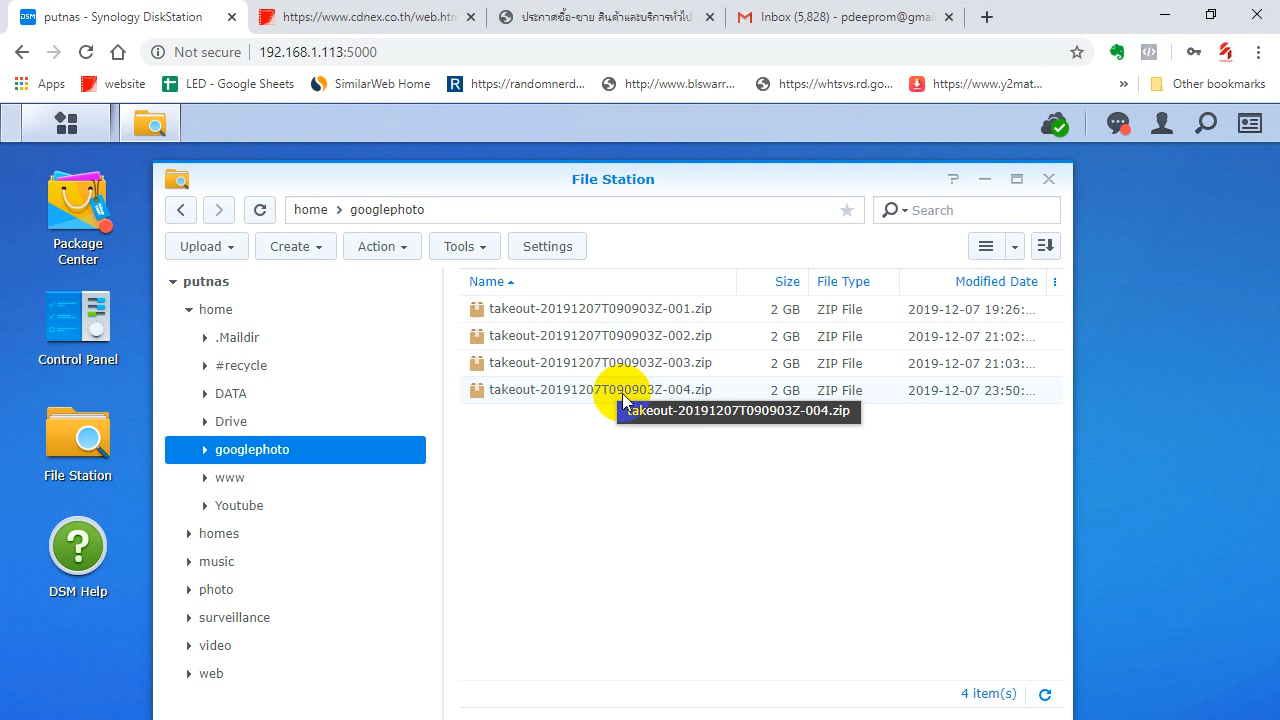 DSM putnas - Synology DiskStation
https://www.cdnex.co.th/web.htm
ประกาศซื้อ-ขาย สินค้าและบริการทั่วไป
Inbox (5,828) - pdeeprom@gmai
Not secure 192.168.1.113:5000
Apps website LED - Google Sheets SimilarWeb Home R https://randomnerd... http://www.blswarr... https://whtsvs.rd.go... https://www.y2mat... » Other bookmarks
Package Center
Control Panel
File Station
DSM Help
File Station
home googlephoto
Search
Upload Create Action Tools Settings
putnas
home
.Maildir
#recycle
DATA
Drive
googlephoto
www
Youtube
homes
music
photo
surveillance
video
web
Name Size File Type Modified Date
takeout-20191207T090903Z-001.zip 2 GB ZIP File 2019-12-07 19:26:...
takeout-20191207T090903Z-002.zip 2 GB ZIP File 2019-12-07 21:02:...
takeout-20191207T090903Z-003.zip 2 GB ZIP File 2019-12-07 21:03:...
takeout-20191207T090903Z-004.zip 2 GB ZIP File 2019-12-07 23:50:...
takeout-20191207T090903Z-004.zip
4 item(s)